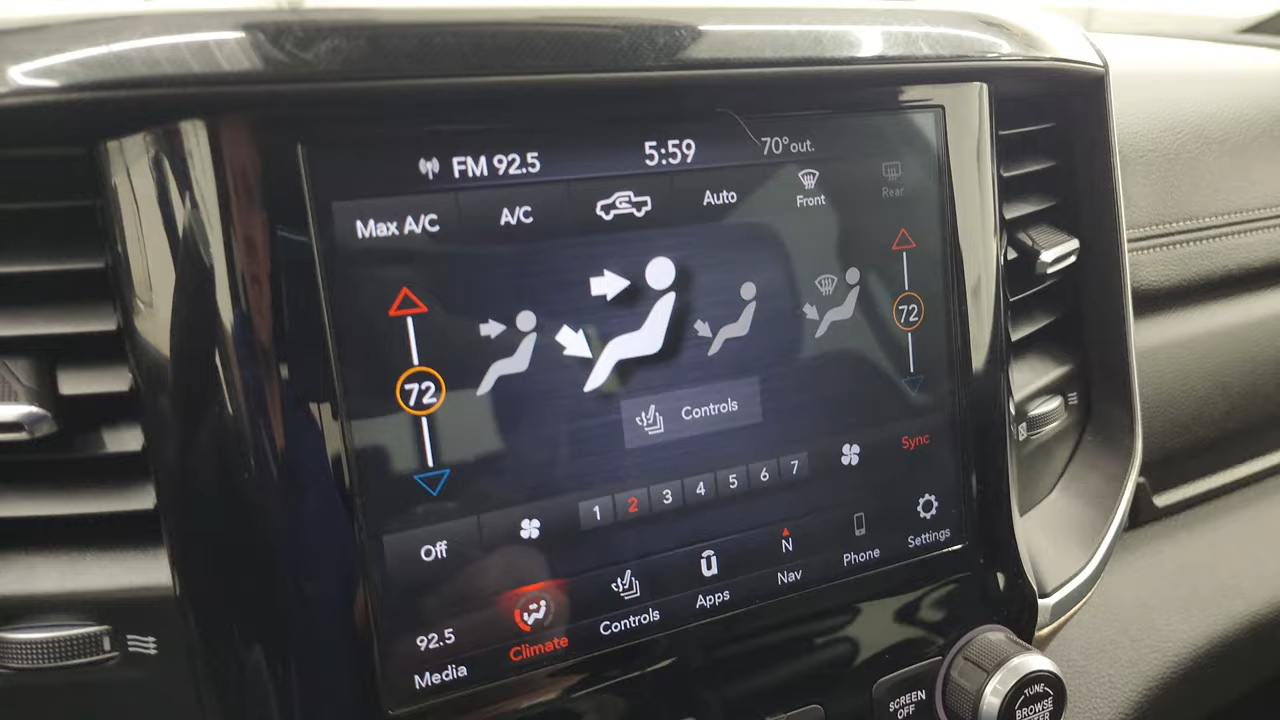 FM 92.5
5:59
70°out.
Max A/C
A/C
Auto
Front
Rear
72
72
Controls
Sync
1 2 3 4 5 6 7
Off
92.5
Media
Climate
Controls
Apps
N
Nav
Phone
Settings
SCREEN
OFF
TUNE
BROWSE